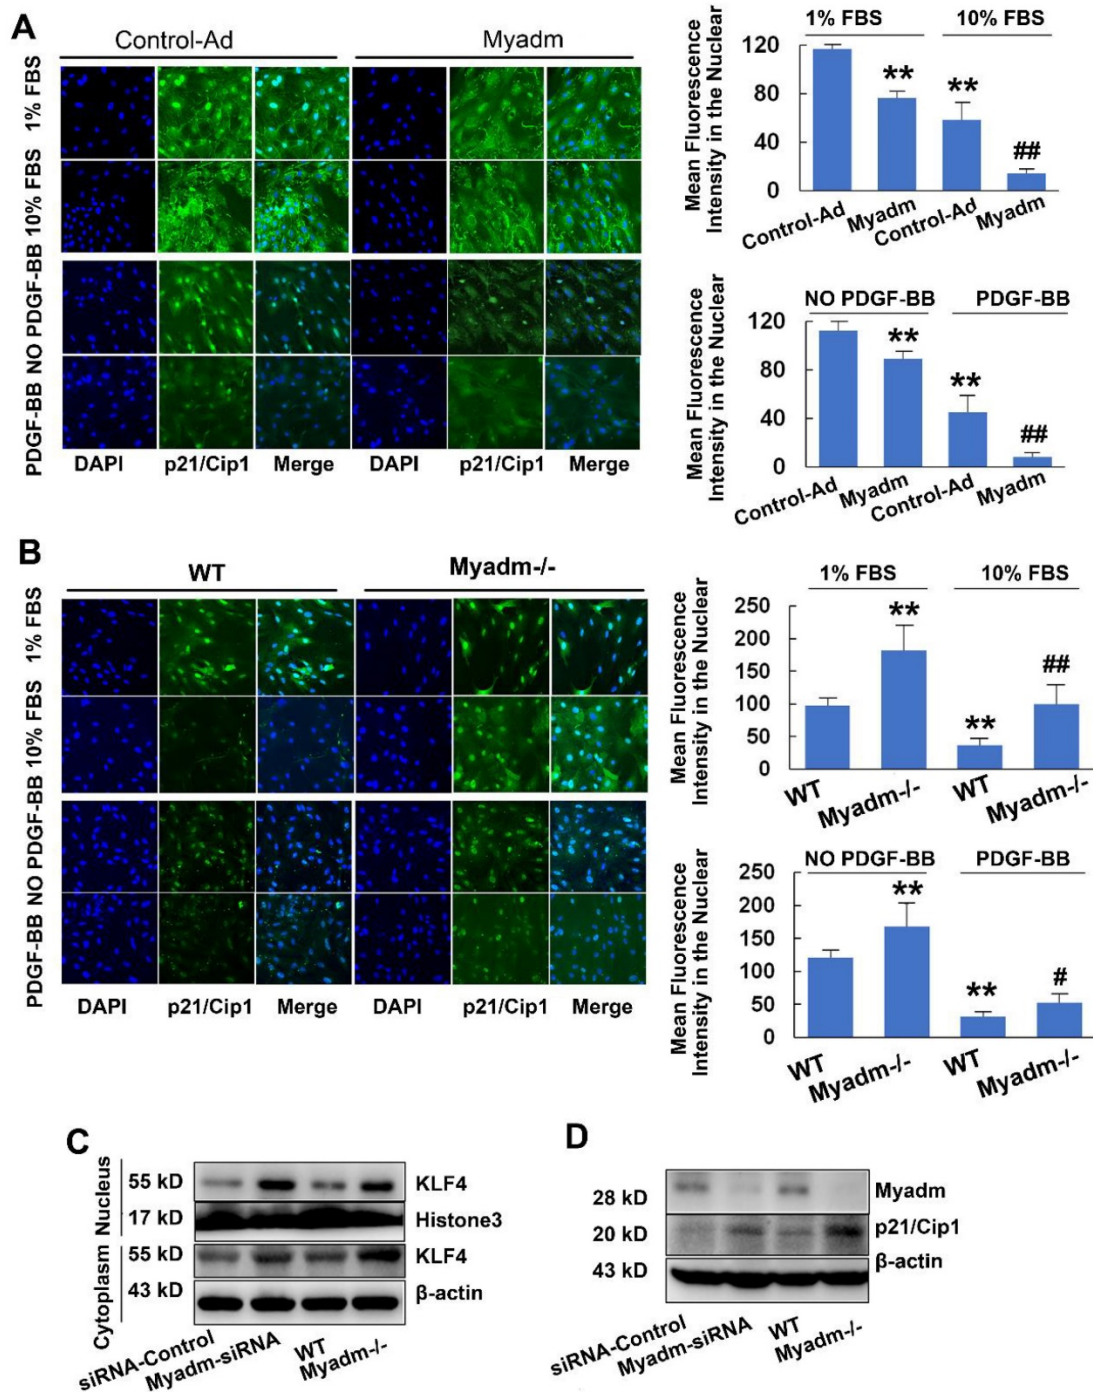 A
Control-Ad Myadm
1% FBS
10% FBS
NO PDGF-BB
PDGF-BB
DAPI p21/Cip1 Merge DAPI p21/Cip1 Merge
Mean Fluorescence
Intensity in the Nuclear
1% FBS 10% FBS
120
80
40
0
** ** ##
Control-Ad Myadm Control-Ad Myadm
Mean Fluorescence
Intensity in the Nuclear
NO PDGF-BB PDGF-BB
120
80
40
0
** ** ##
Control-Ad Myadm Control-Ad Myadm
B
WT Myadm-/-
1% FBS
10% FBS
NO PDGF-BB
PDGF-BB
DAPI p21/Cip1 Merge DAPI p21/Cip1 Merge
Mean Fluorescence
Intensity in the Nuclear
1% FBS 10% FBS
250
200
150
100
50
0
** ** ##
WT Myadm-/- WT Myadm-/-
Mean Fluorescence
Intensity in the Nuclear
NO PDGF-BB PDGF-BB
250
200
150
100
50
0
** ** #
WT Myadm-/- WT Myadm-/-
C
Nucleus
55 kD KLF4
17 kD Histone3
Cytoplasm
55 kD KLF4
43 kD β-actin
siRNA-Control Myadm-siRNA WT Myadm-/-
D
28 kD Myadm
20 kD p21/Cip1
43 kD β-actin
siRNA-Control Myadm-siRNA WT Myadm-/-